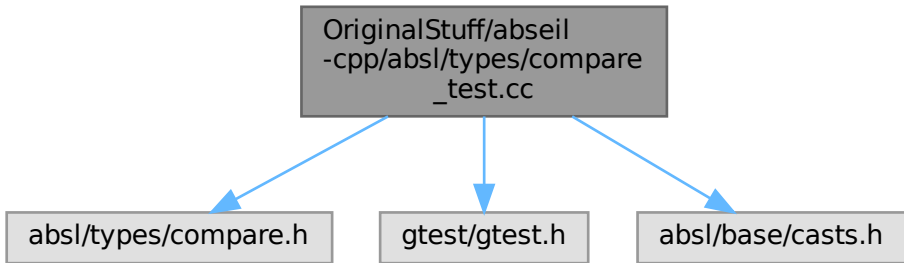 OriginalStuff/abseil
-cpp/absl/types/compare
_test.cc
absl/types/compare.h
gtest/gtest.h
absl/base/casts.h